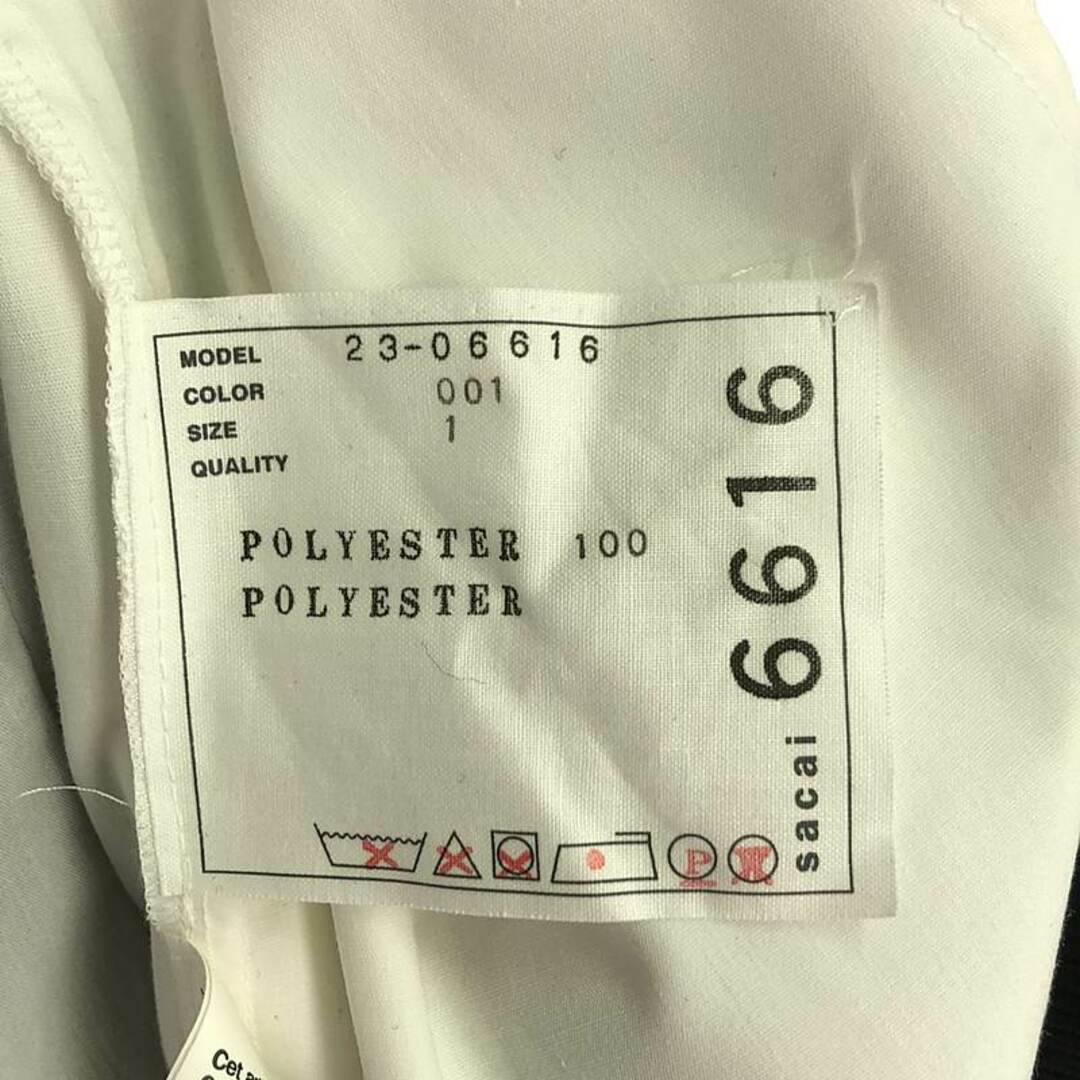 MODEL 23-06616
COLOR 001
SIZE 1
QUALITY
POLYESTER 100
POLYESTER
sacai 6616
P
Cet